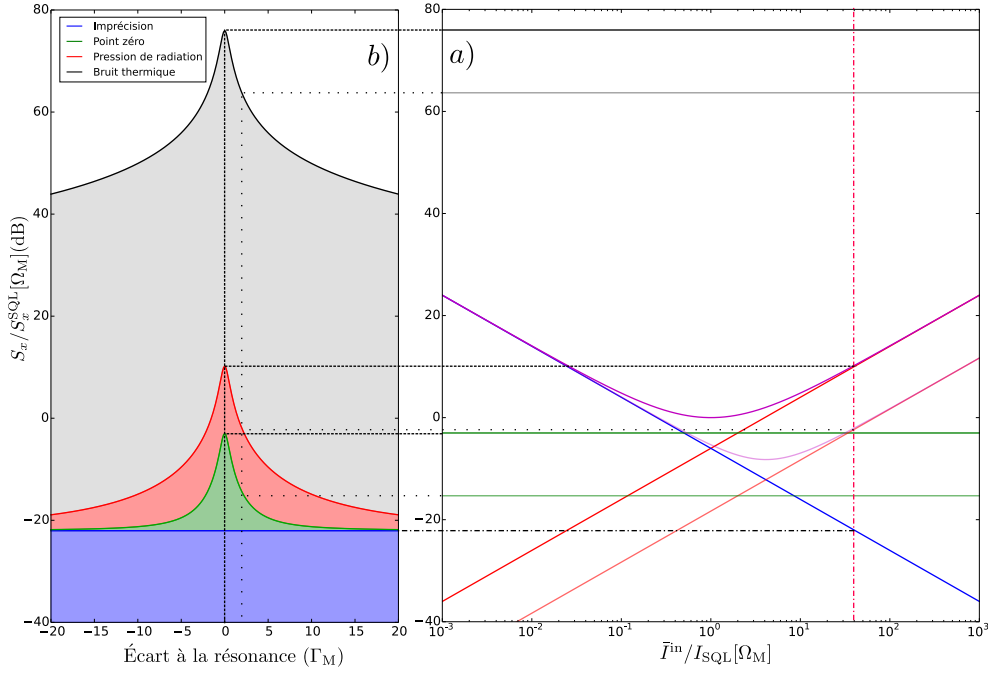 80
60
40
20
0
−20
−40
S_x/S_x^SQL[Ω_M](dB)
Imprécision
Point zéro
Pression de radiation
Bruit thermique
b)
−20 −15 −10 −5 0 5 10 15 20
Écart à la résonance (Γ_M)
a)
80
60
40
20
0
−20
−40
10^−3 10^−2 10^−1 10^0 10^1 10^2 10^3
Ī^in/I_SQL[Ω_M]